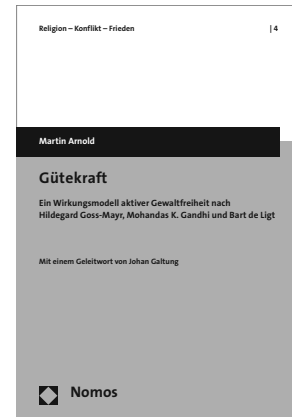 Religion – Konflikt – Frieden | 4
Martin Arnold
Gütekraft
Ein Wirkungsmodell aktiver Gewaltfreiheit nach
Hildegard Goss-Mayr, Mohandas K. Gandhi und Bart de Ligt
Mit einem Geleitwort von Johan Galtung
Nomos